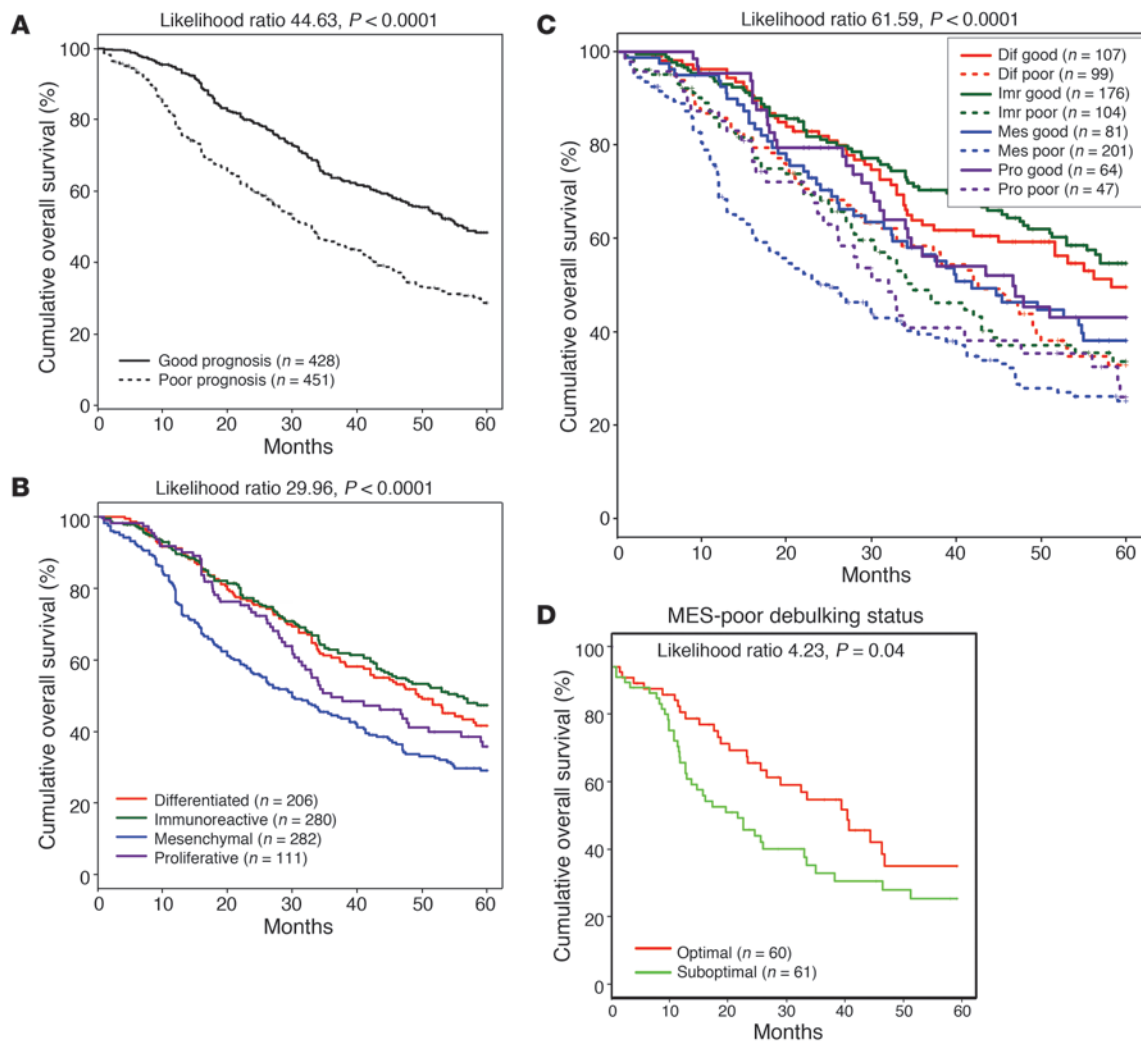 A
Likelihood ratio 44.63, P < 0.0001
Cumulative overall survival (%)
100
80
60
40
20
0
Good prognosis (n = 428)
Poor prognosis (n = 451)
0 10 20 30 40 50 60
Months
B
Likelihood ratio 29.96, P < 0.0001
Cumulative overall survival (%)
100
80
60
40
20
0
Differentiated (n = 206)
Immunoreactive (n = 280)
Mesenchymal (n = 282)
Proliferative (n = 111)
0 10 20 30 40 50 60
Months
C
Likelihood ratio 61.59, P < 0.0001
Cumulative overall survival (%)
100
80
60
40
20
0
Dif good (n = 107)
Dif poor (n = 99)
Imr good (n = 176)
Imr poor (n = 104)
Mes good (n = 81)
Mes poor (n = 201)
Pro good (n = 64)
Pro poor (n = 47)
0 10 20 30 40 50 60
Months
D
MES-poor debulking status
Likelihood ratio 4.23, P = 0.04
Cumulative overall survival (%)
100
80
60
40
20
0
Optimal (n = 60)
Suboptimal (n = 61)
0 10 20 30 40 50 60
Months